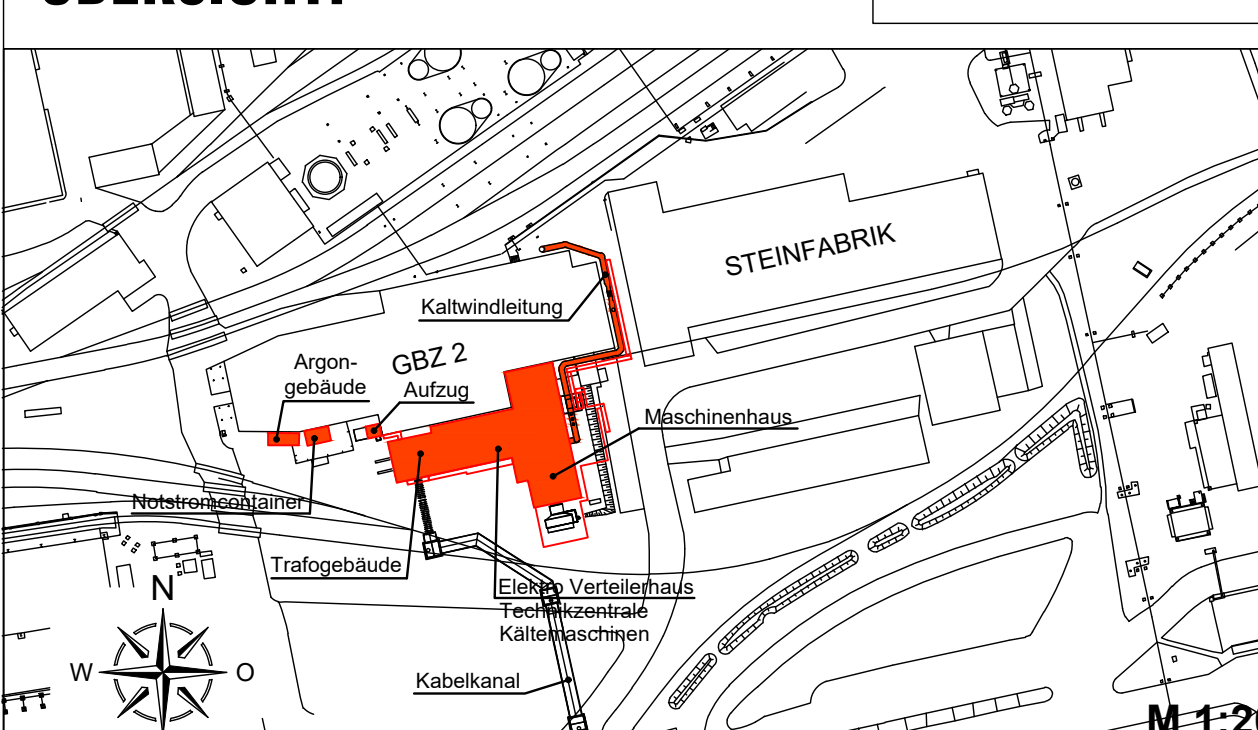 STEINFABRIK
Kaltwindleitung
GBZ 2
Argon-
gebäude
Aufzug
Maschinenhaus
Notstromcontainer
Trafogebäude
Elektro Verteilerhaus
Technikzentrale
Kältemaschinen
Kabelkanal
N
W
O